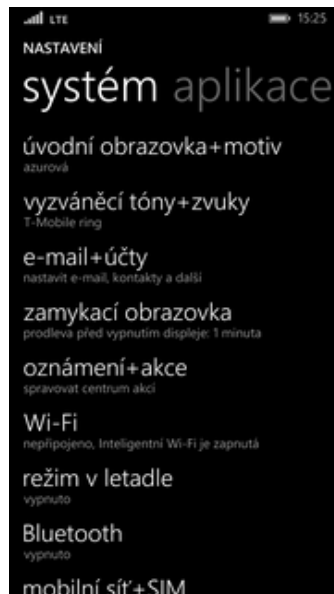 LTE 15:25
NASTAVENÍ
systém aplikace
úvodní obrazovka+motiv
azurová
vyzváněcí tóny+zvuky
T-Mobile ring
e-mail+účty
nastavit e-mail, kontakty a další
zamykací obrazovka
prodleva před vypnutím displeje: 1 minuta
oznámení+akce
spravovat centrum akcí
Wi-Fi
nepřipojeno, Inteligentní Wi-Fi je zapnutá
režim v letadle
vypnuto
Bluetooth
vypnuto
mobilní síť+SIM